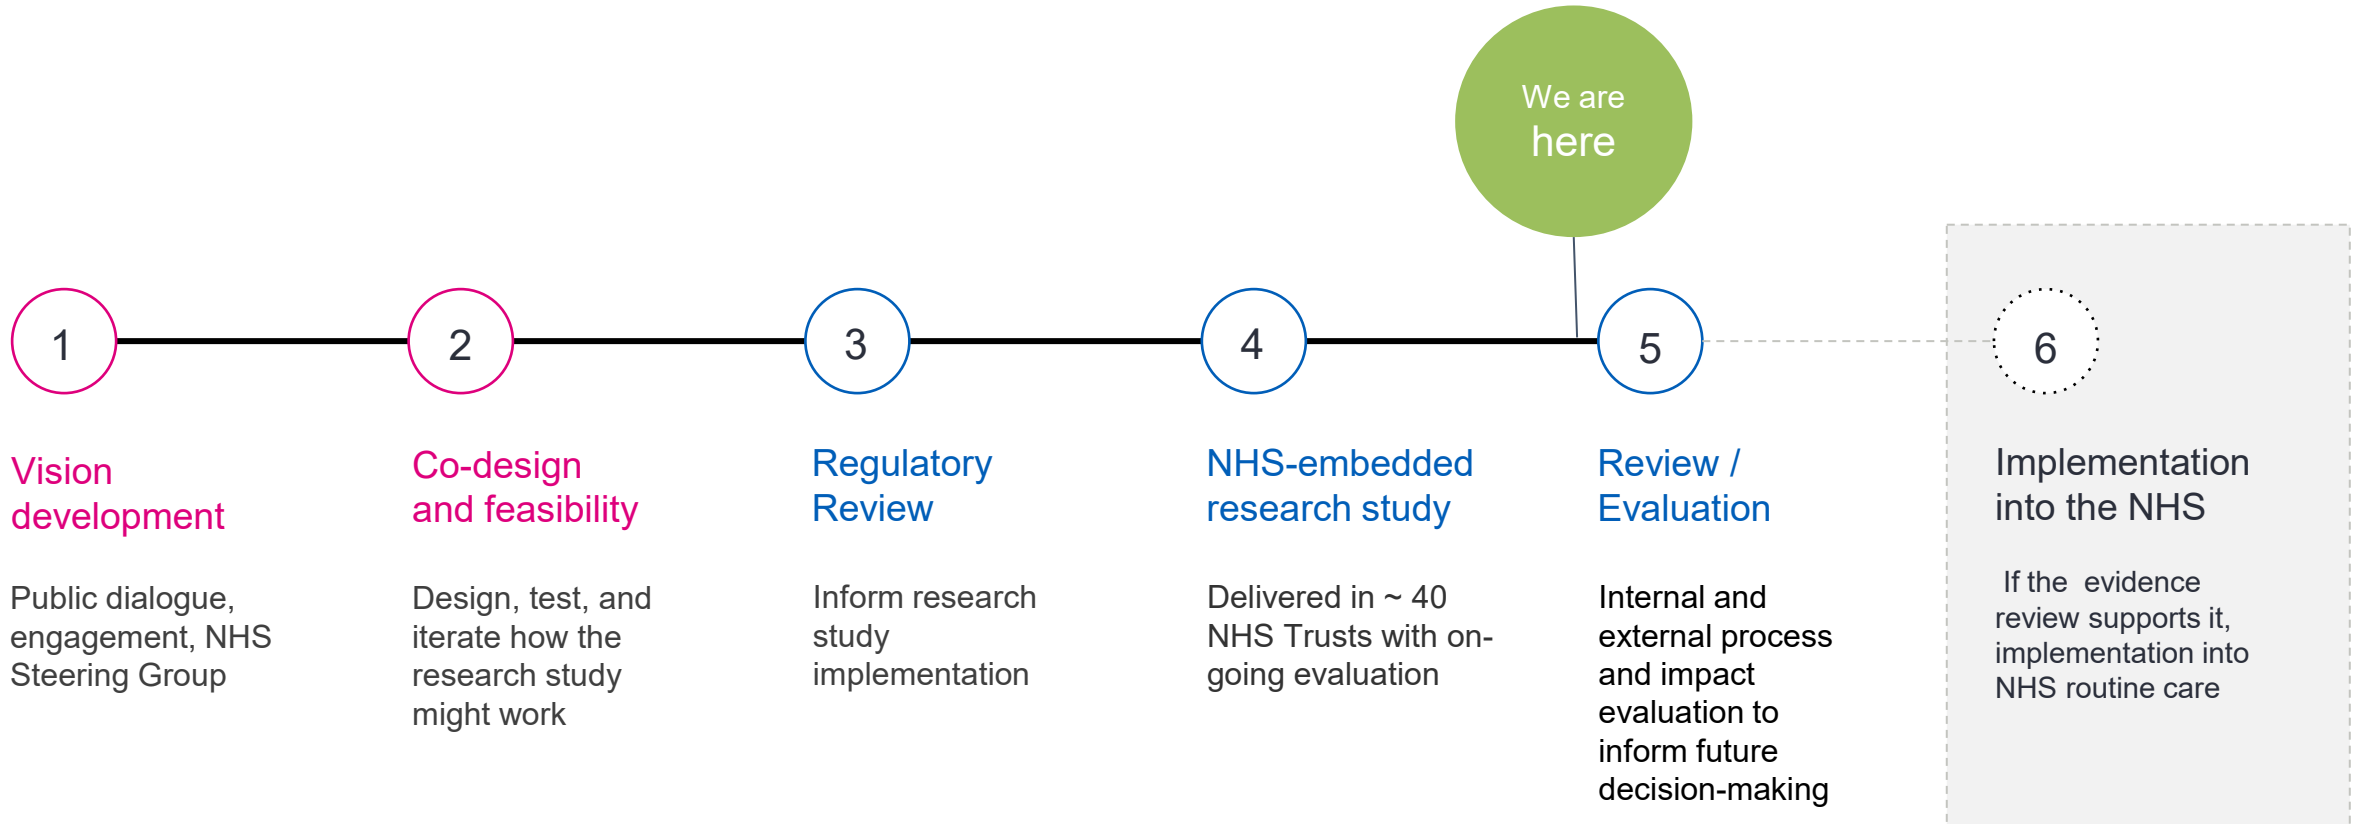 We are
here
1
2
3
4
5
6
Vision
development
Public dialogue,
engagement, NHS
Steering Group
Co-design
and feasibility
Design, test, and
iterate how the
research study
might work
Regulatory
Review
Inform research
study
implementation
NHS-embedded
research study
Delivered in ~ 40
NHS Trusts with on-
going evaluation
Review /
Evaluation
Internal and
external process
and impact
evaluation to
inform future
decision-making
Implementation
into the NHS
If the  evidence
review supports it,
implementation into
NHS routine care